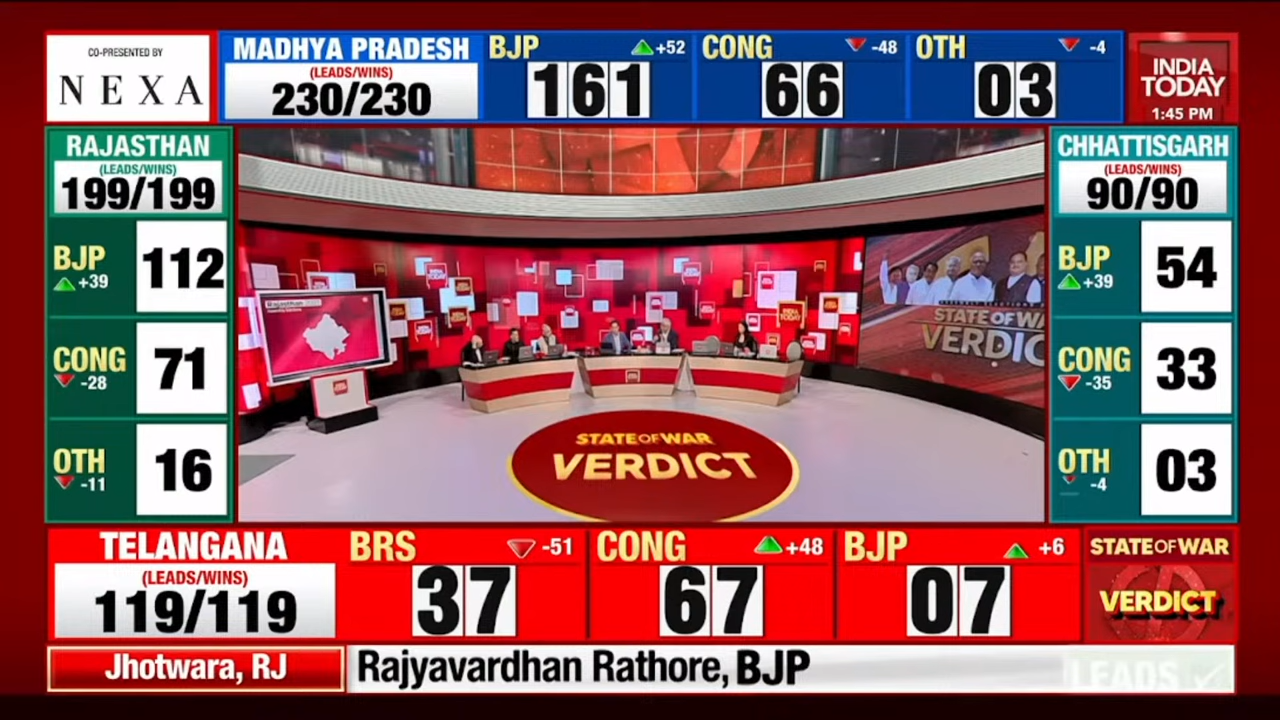 CO-PRESENTED BY
NEXA
MADHYA PRADESH
(LEADS/WINS)
230/230
BJP +52
161
CONG -48
66
OTH -4
03
INDIA
TODAY
1:45 PM
RAJASTHAN
(LEADS/WINS)
199/199
BJP
+39
112
CONG
-28
71
OTH
-11
16
STATE OF WAR
VERDICT
STATE OF WA
VERDIC
CHHATTISGARH
(LEADS/WINS)
90/90
BJP
+39
54
CONG
-35
33
OTH
-4
03
TELANGANA
(LEADS/WINS)
119/119
BRS -51
37
CONG +48
67
BJP +6
07
STATE OF WAR
VERDICT
Jhotwara, RJ
Rajyavardhan Rathore, BJP
LEADS